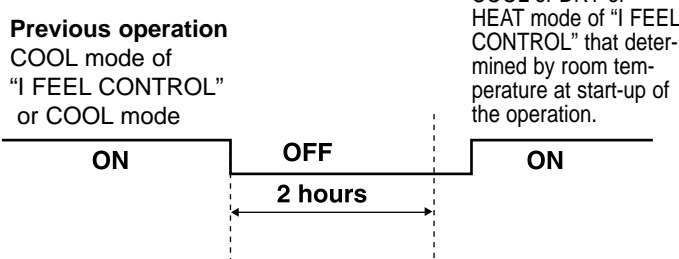 Previous operation
COOL mode of
“I FEEL CONTROL”
or COOL mode
COOL or DRY or
HEAT mode of “I FEEL
CONTROL” that deter-
mined by room tem-
perature at start-up of
the operation.
ON
OFF
ON
2 hours